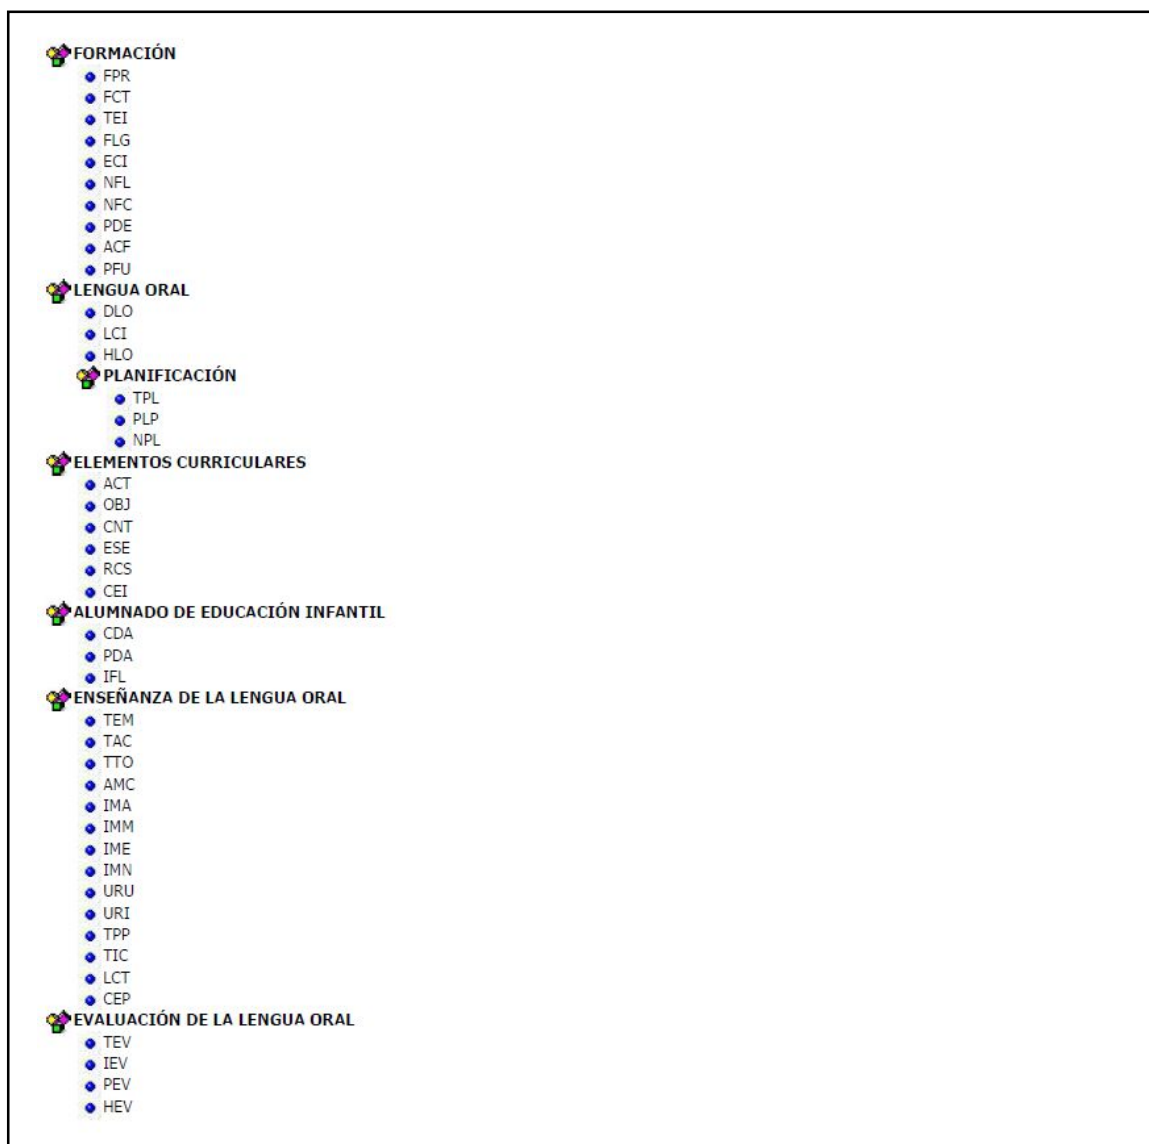 FORMACIÓN
FPR
FCT
TEI
FLG
ECI
NFL
NFC
PDE
ACF
PFU
LENGUA ORAL
DLO
LCI
HLO
PLANIFICACIÓN
TPL
PLP
NPL
ELEMENTOS CURRICULARES
ACT
OBJ
CNT
ESE
RCS
CEI
ALUMNADO DE EDUCACIÓN INFANTIL
CDA
PDA
IFL
ENSEÑANZA DE LA LENGUA ORAL
TEM
TAC
TTO
AMC
IMA
IMM
IME
IMN
URU
URI
TPP
TIC
LCT
CEP
EVALUACIÓN DE LA LENGUA ORAL
TEV
IEV
PEV
HEV